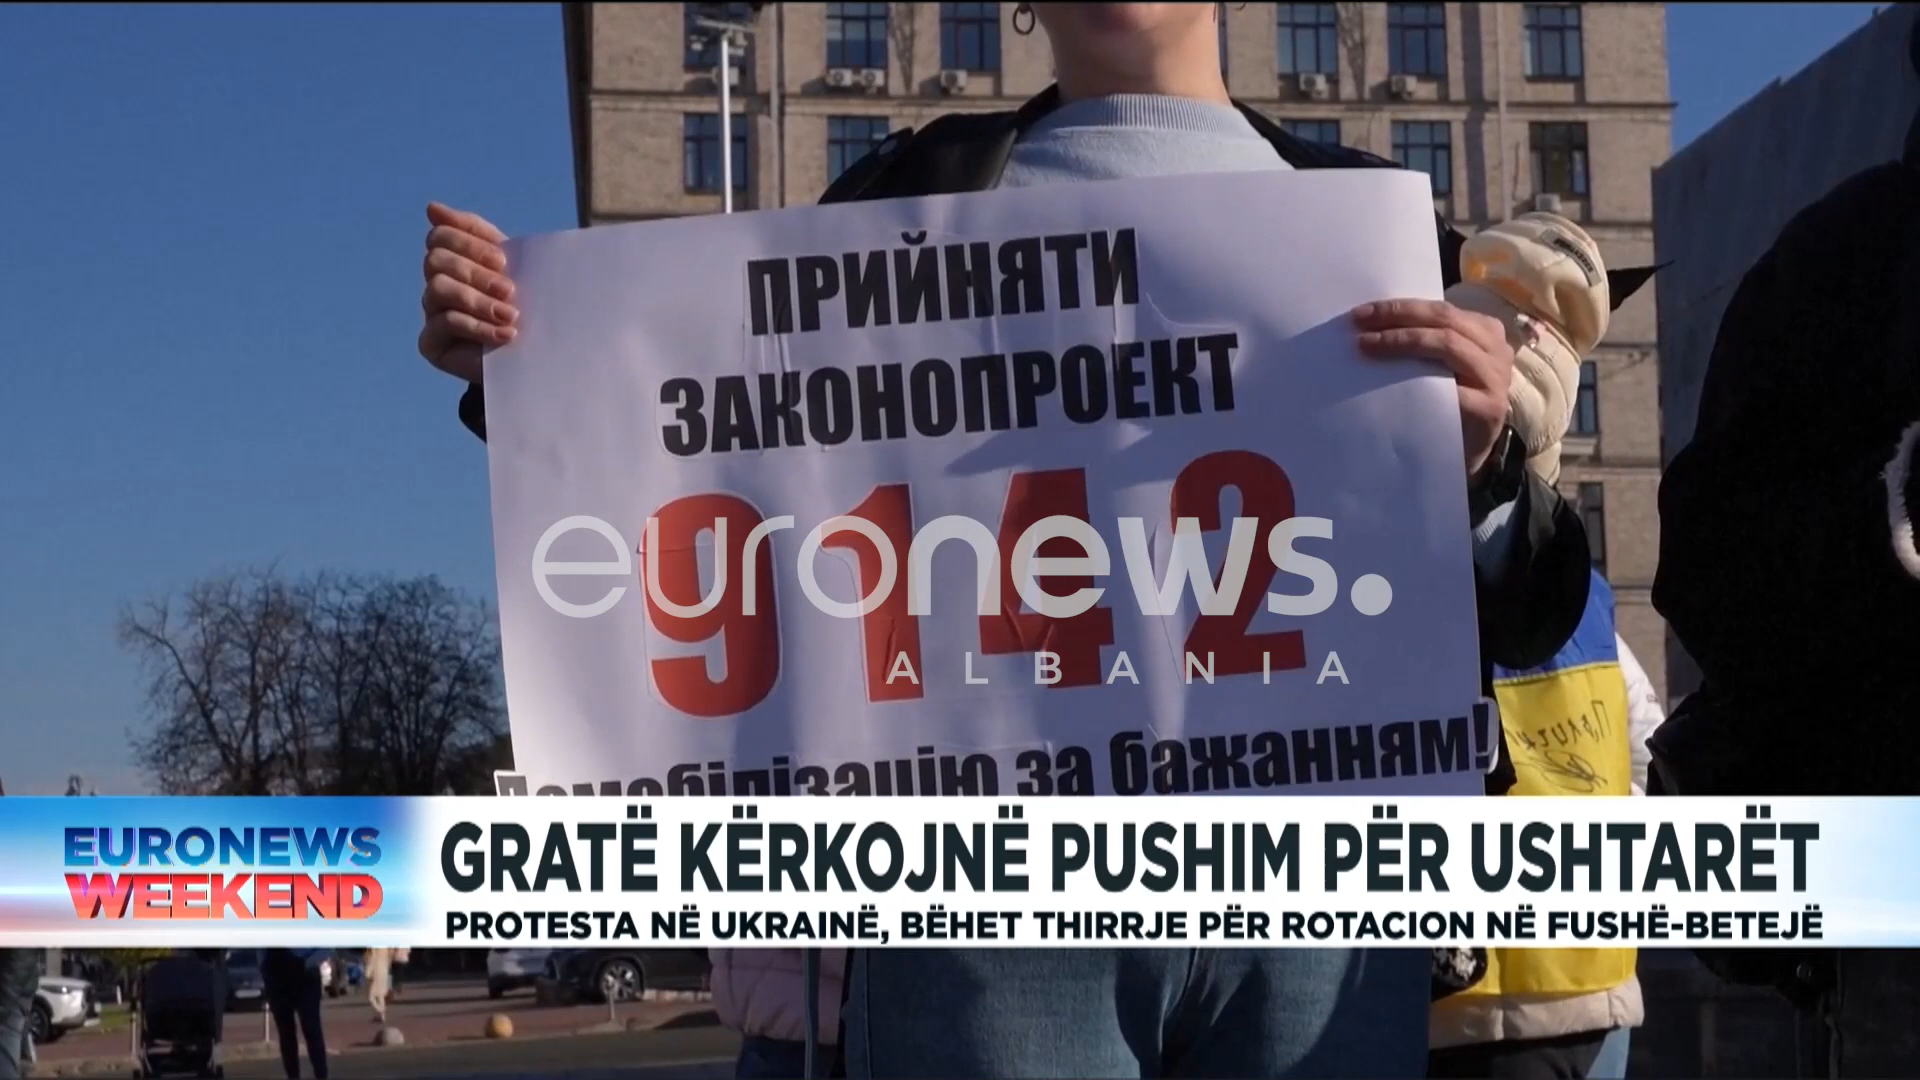 ПРИЙНЯТИ
ЗАКОНОПРОЕКТ
9142
euronews.
ALBANIA
Демобілізацію за бажанням!
EURONEWS
WEEKEND
GRATË KËRKOJNË PUSHIM PËR USHTARËT
PROTESTA NË UKRAINË, BËHET THIRRJE PËR ROTACION NË FUSHË-BETEJË